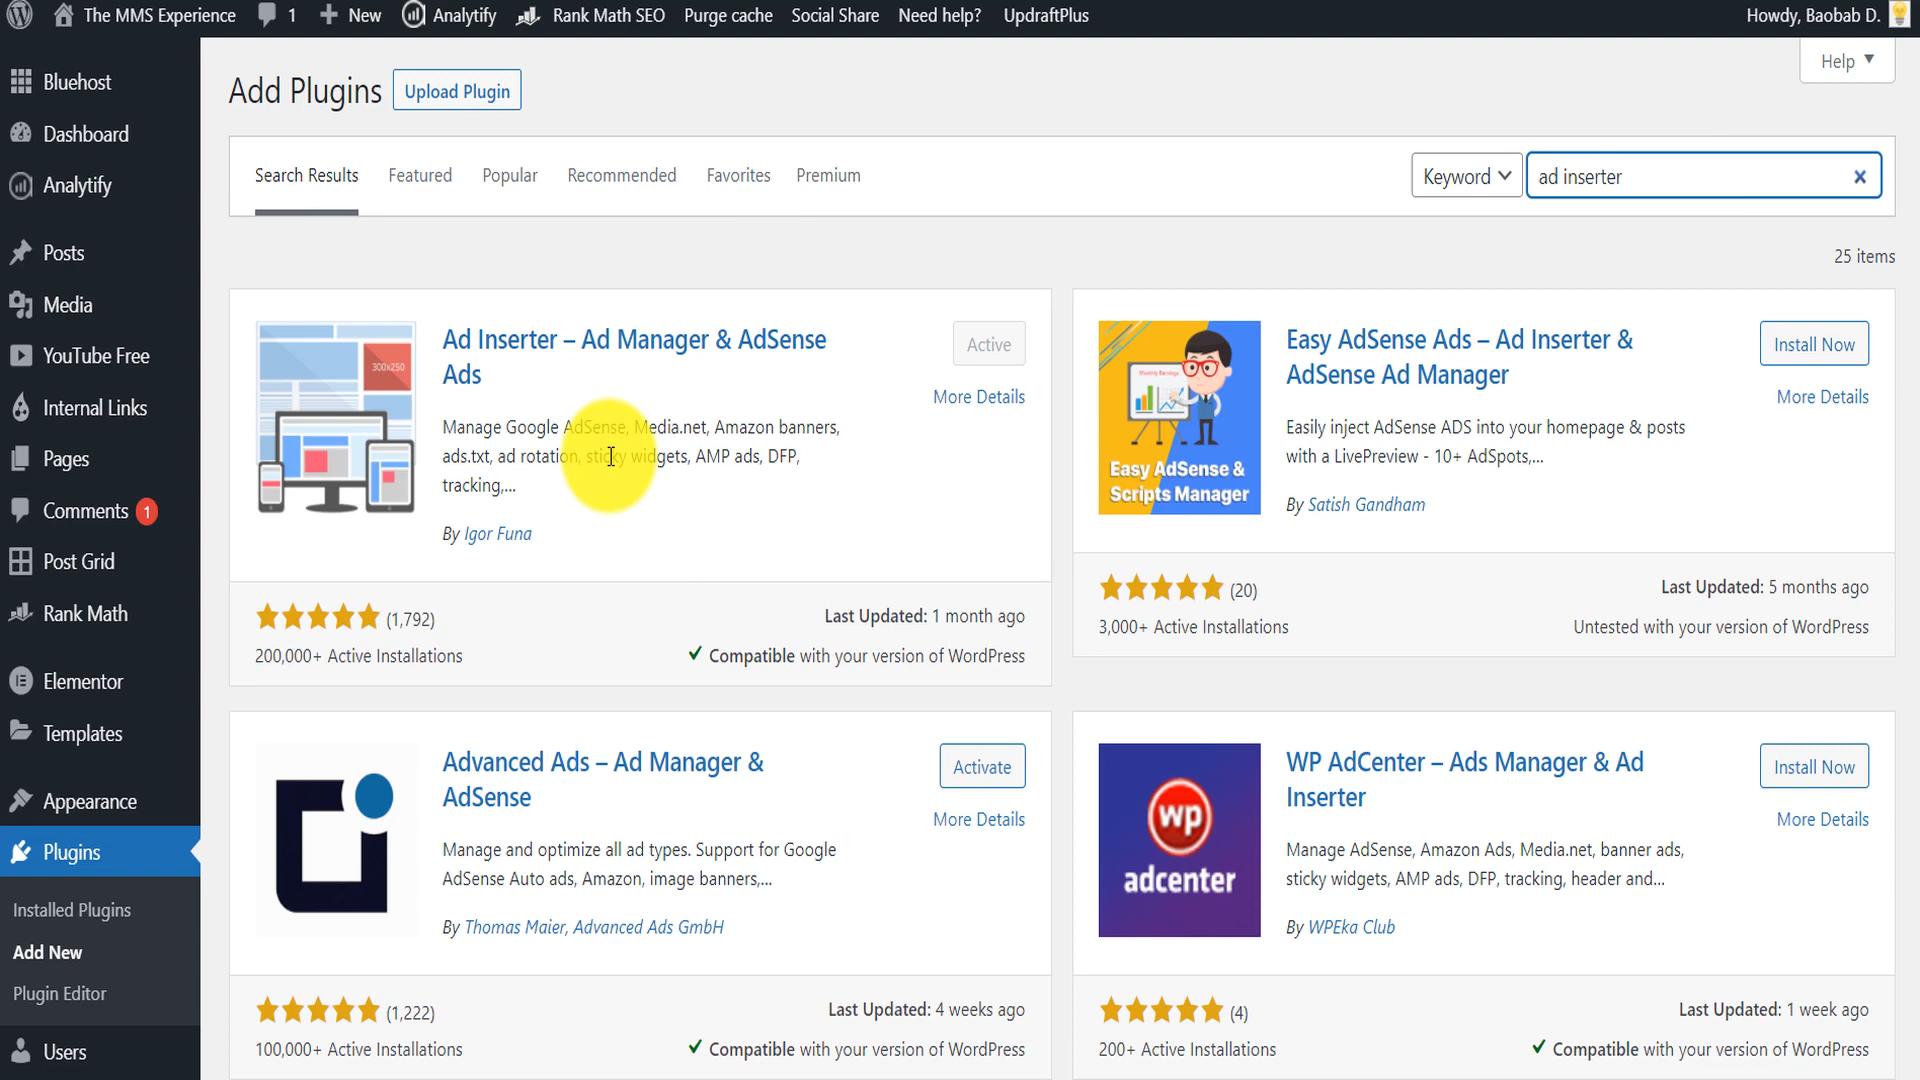 The MMS Experience 1 New Analytify Rank Math SEO Purge cache Social Share Need help? UpdraftPlus Howdy, Baobab D.
Bluehost
Dashboard
Analytify
Posts
Media
YouTube Free
Internal Links
Pages
Comments 1
Post Grid
Rank Math
Elementor
Templates
Appearance
Plugins
Installed Plugins
Add New
Plugin Editor
Users
Help
Add Plugins Upload Plugin
Search Results Featured Popular Recommended Favorites Premium Keyword ad inserter
25 items
300x250
Ad Inserter – Ad Manager & AdSense
Ads
Active
More Details
Manage Google AdSense, Media.net, Amazon banners,
ads.txt, ad rotation, sticky widgets, AMP ads, DFP,
tracking,...
By Igor Funa
(1,792)
Last Updated: 1 month ago
200,000+ Active Installations
Compatible with your version of WordPress
Monthly Earnings
Easy AdSense &
Scripts Manager
Easy AdSense Ads – Ad Inserter &
AdSense Ad Manager
Install Now
More Details
Easily inject AdSense ADS into your homepage & posts
with a LivePreview - 10+ AdSpots,...
By Satish Gandham
(20)
Last Updated: 5 months ago
3,000+ Active Installations
Untested with your version of WordPress
Advanced Ads – Ad Manager &
AdSense
Activate
More Details
Manage and optimize all ad types. Support for Google
AdSense Auto ads, Amazon, image banners,...
By Thomas Maier, Advanced Ads GmbH
(1,222)
Last Updated: 4 weeks ago
100,000+ Active Installations
Compatible with your version of WordPress
wp
adcenter
WP AdCenter – Ads Manager & Ad
Inserter
Install Now
More Details
Manage AdSense, Amazon Ads, Media.net, banner ads,
sticky widgets, AMP ads, DFP, tracking, header and...
By WPEka Club
(4)
Last Updated: 1 week ago
200+ Active Installations
Compatible with your version of WordPress